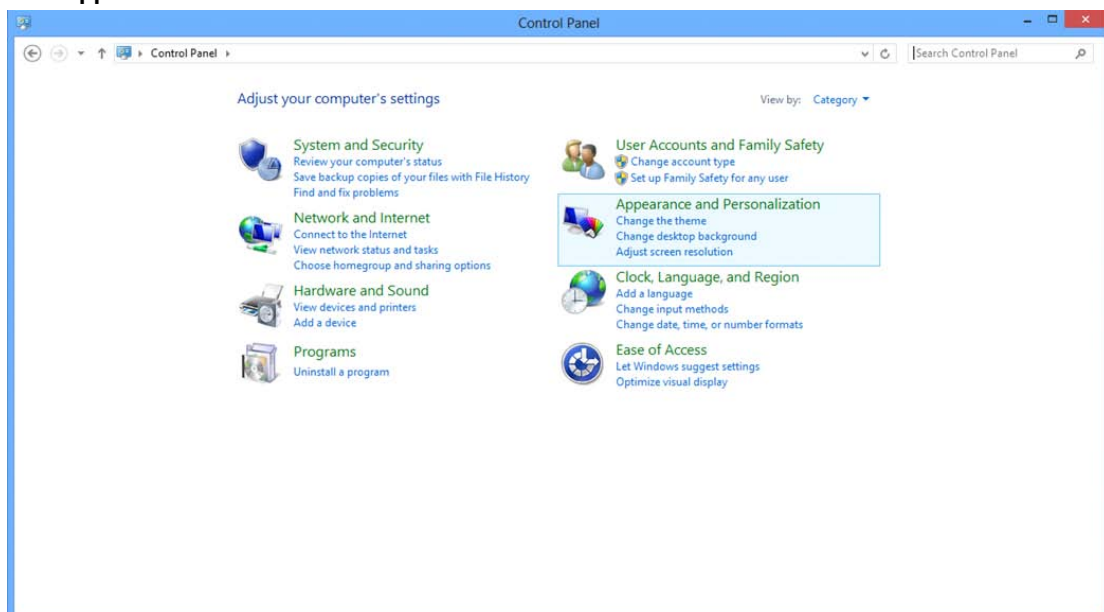 Control Panel
Control Panel
Search Control Panel
Adjust your computer's settings
View by: Category
System and Security
Review your computer's status
Save backup copies of your files with File History
Find and fix problems
Network and Internet
Connect to the Internet
View network status and tasks
Choose homegroup and sharing options
Hardware and Sound
View devices and printers
Add a device
Programs
Uninstall a program
User Accounts and Family Safety
Change account type
Set up Family Safety for any user
Appearance and Personalization
Change the theme
Change desktop background
Adjust screen resolution
Clock, Language, and Region
Add a language
Change input methods
Change date, time, or number formats
Ease of Access
Let Windows suggest settings
Optimize visual display